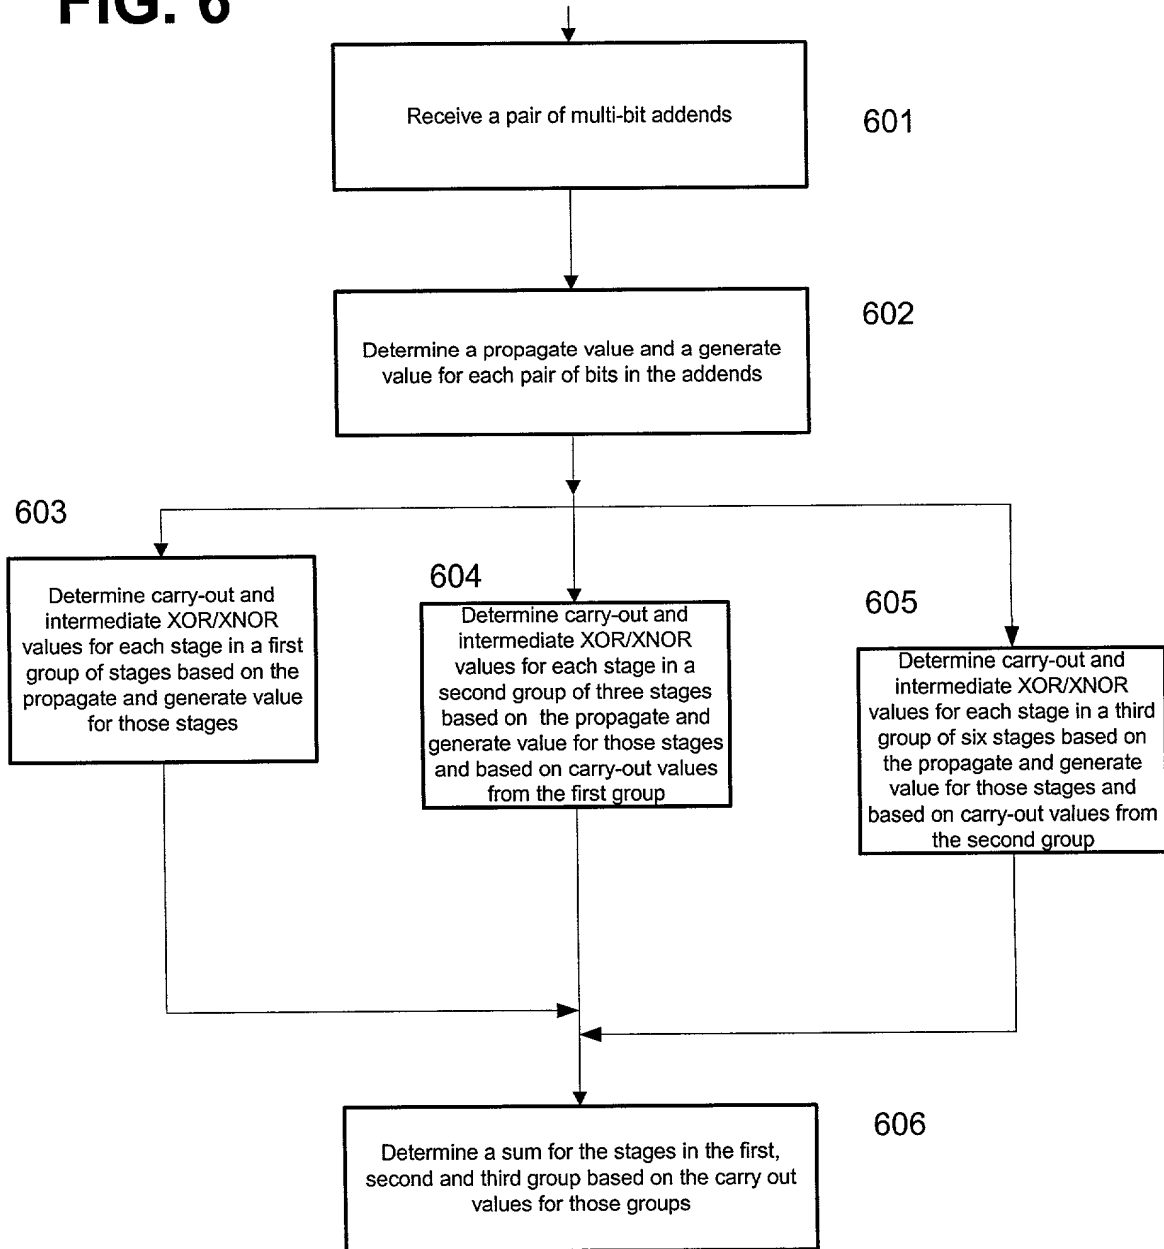 FIG. 6
Receive a pair of multi-bit addends
601
602
Determine a propagate value and a generate
value for each pair of bits in the addends
603
Determine carry-out and
intermediate XOR/XNOR
values for each stage in a first
group of stages based on the
propagate and generate value
for those stages
604
Determine carry-out and
intermediate XOR/XNOR
values for each stage in a
second group of three stages
based on the propagate and
generate value for those stages
and based on carry-out values
from the first group
605
Determine carry-out and
intermediate XOR/XNOR
values for each stage in a third
group of six stages based on
the propagate and generate
value for those stages and
based on carry-out values from
the second group
606
Determine a sum for the stages in the first,
second and third group based on the carry out
values for those groups